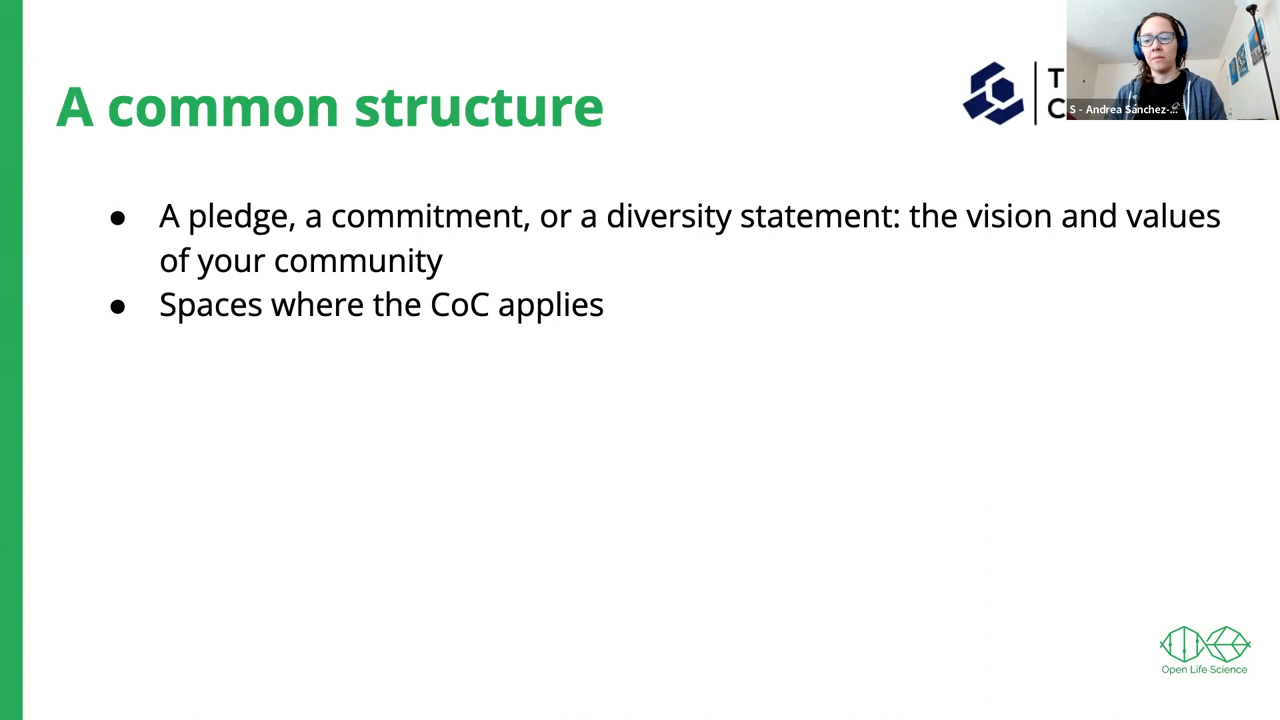 A common structure
T
C
S - Andrea Sánchez-...
● A pledge, a commitment, or a diversity statement: the vision and values
of your community
● Spaces where the CoC applies
Open Life Science